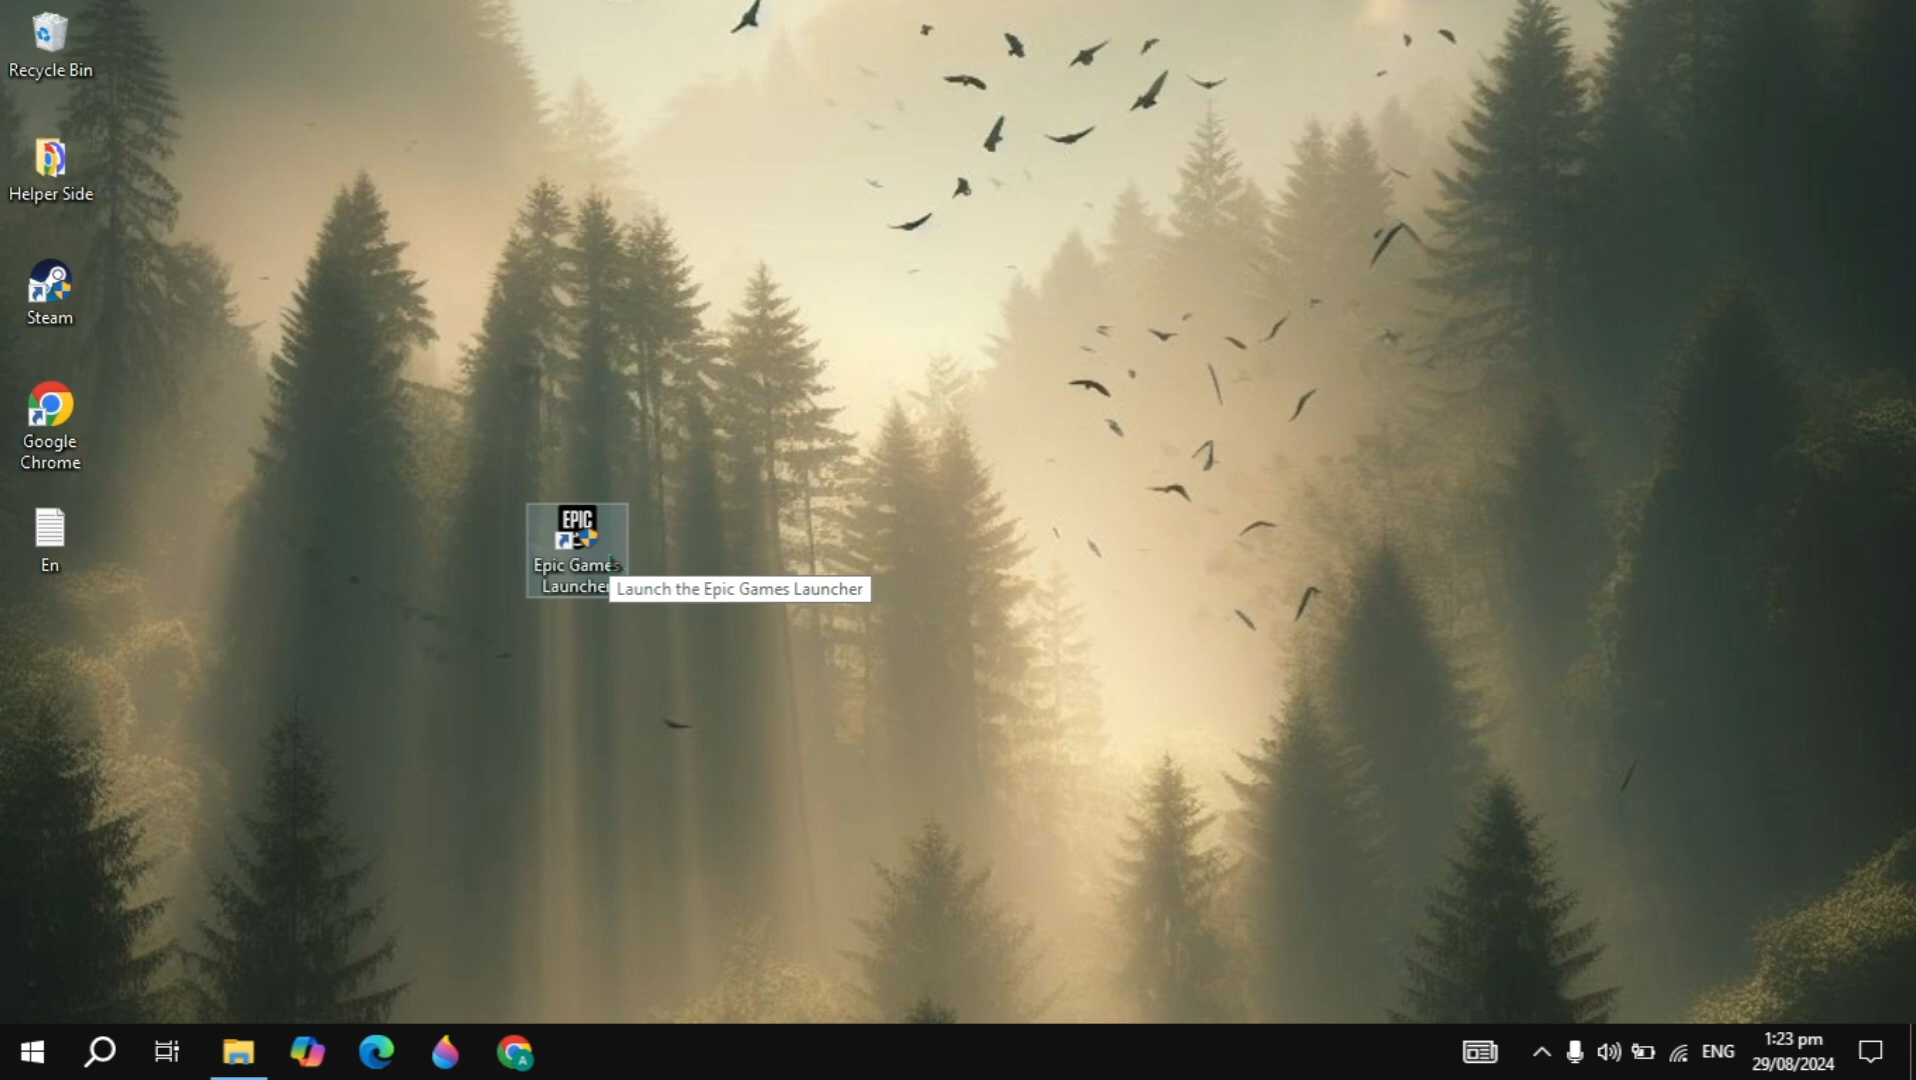 Recycle Bin
Helper Side
Steam
Google
Chrome
En
EPIC
Epic Games
Launcher
Launch the Epic Games Launcher
A
ENG
1:23 pm
29/08/2024